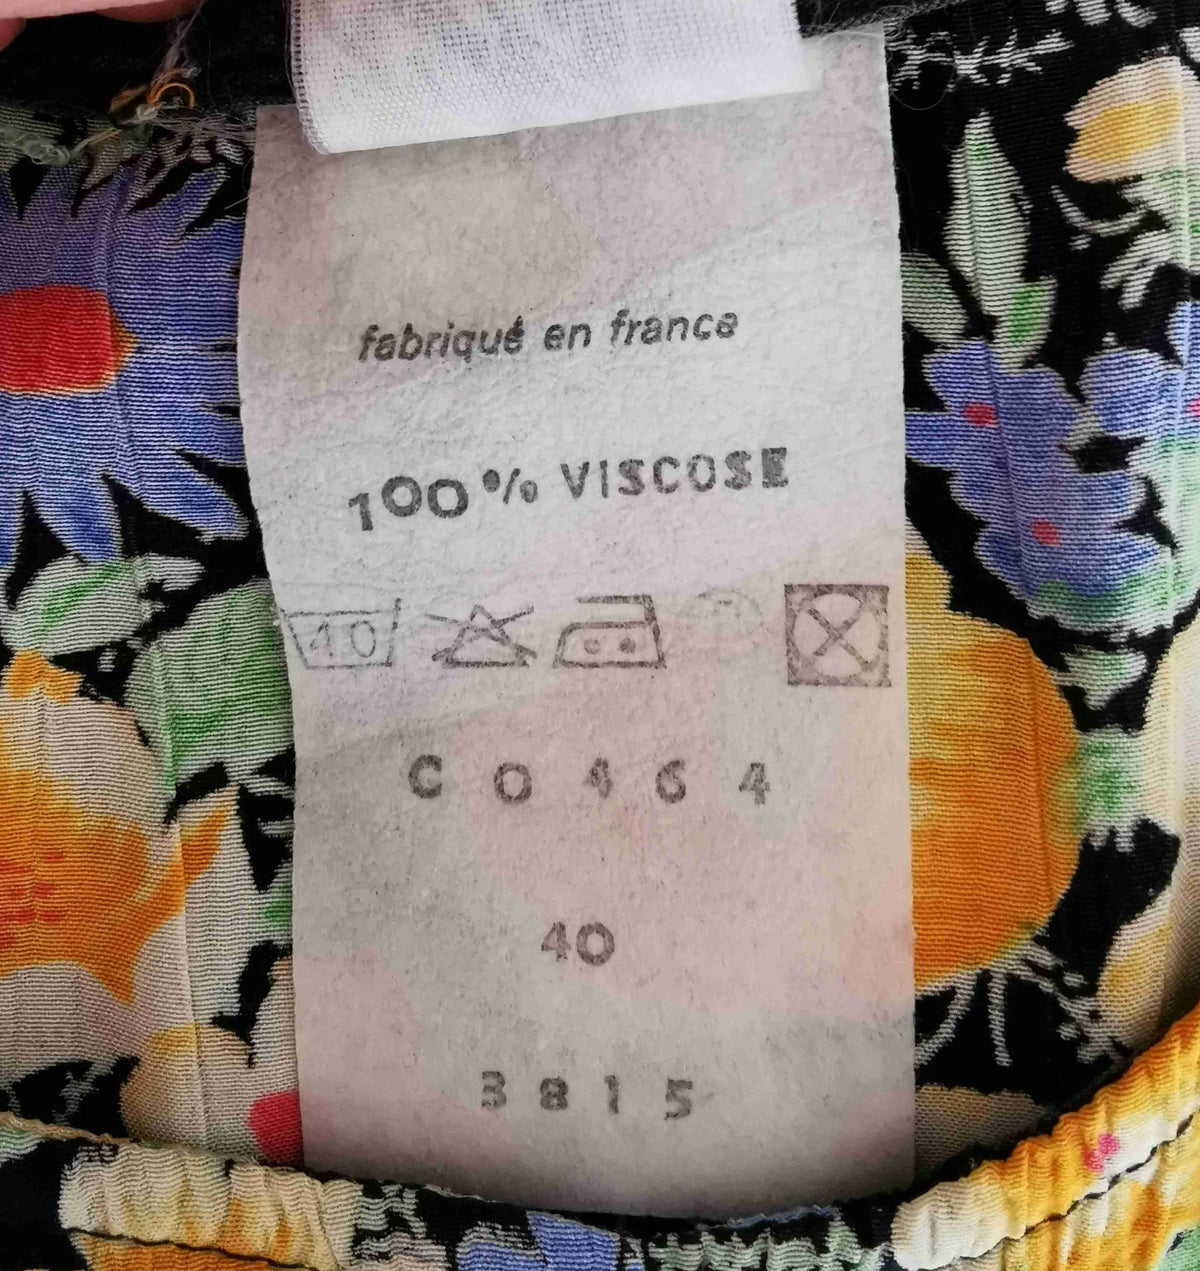 fabriqué en france
100% VISCOSE
40
C 0 4 6 4
40
3 8 1 5